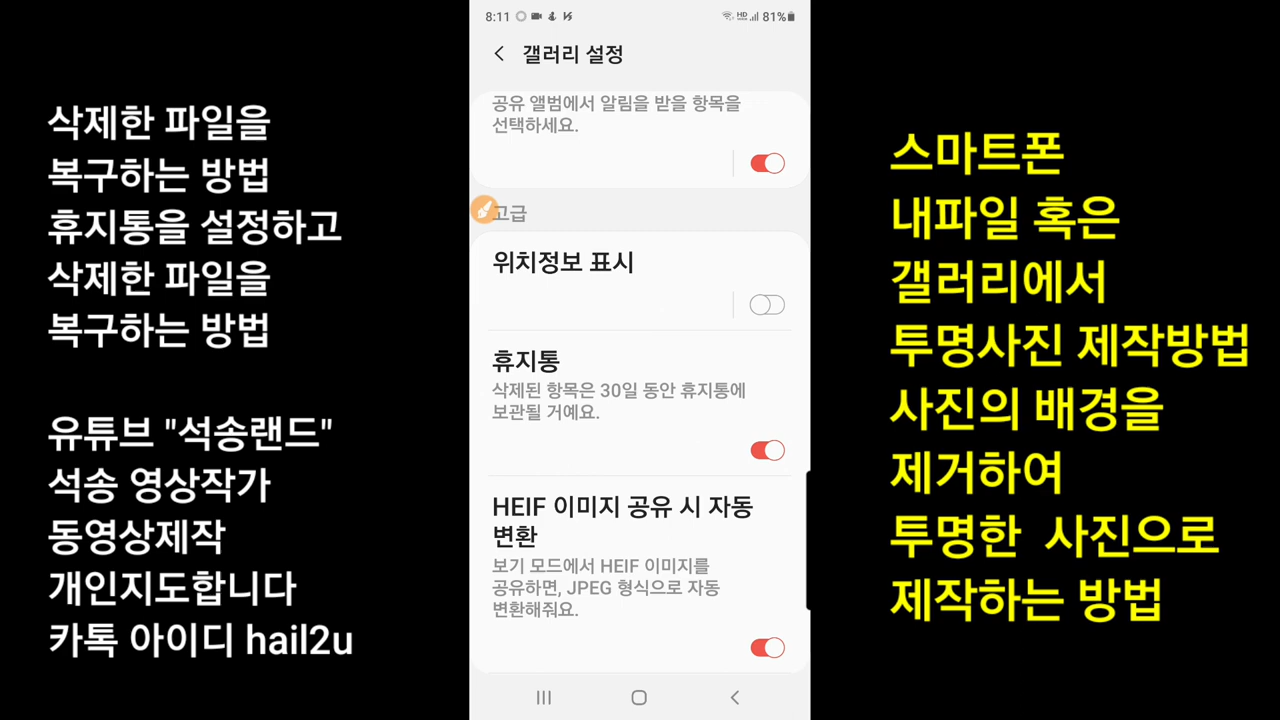 삭제한 파일을
복구하는 방법
휴지통을 설정하고
삭제한 파일을
복구하는 방법
유튜브 "석송랜드"
석송 영상작가
동영상제작
개인지도합니다
카톡 아이디 hail2u
8:11
HD
81%
갤러리 설정
공유 앨범에서 알림을 받을 항목을
선택하세요.
고급
위치정보 표시
휴지통
삭제된 항목은 30일 동안 휴지통에
보관될 거예요.
HEIF 이미지 공유 시 자동
변환
보기 모드에서 HEIF 이미지를
공유하면, JPEG 형식으로 자동
변환해줘요.
스마트폰
내파일 혹은
갤러리에서
투명사진 제작방법
사진의 배경을
제거하여
투명한 사진으로
제작하는 방법